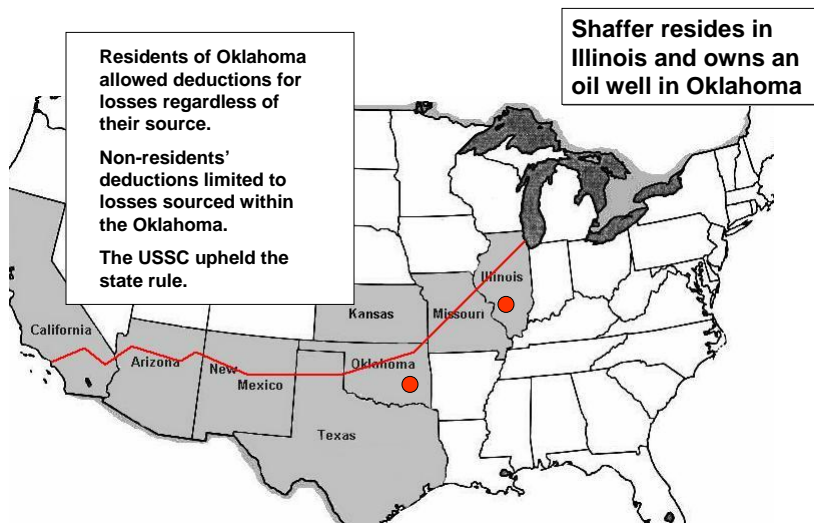 Shaffer resides in
Illinois and owns an
oil well in Oklahoma
Residents of Oklahoma
allowed deductions for
losses regardless of
their source.
Non-residents’
deductions limited to
losses sourced within
the Oklahoma.
The USSC upheld the
state rule.
Illinois
Kansas
Missouri
California
Arizona
New
Mexico
Oklahoma
Texas